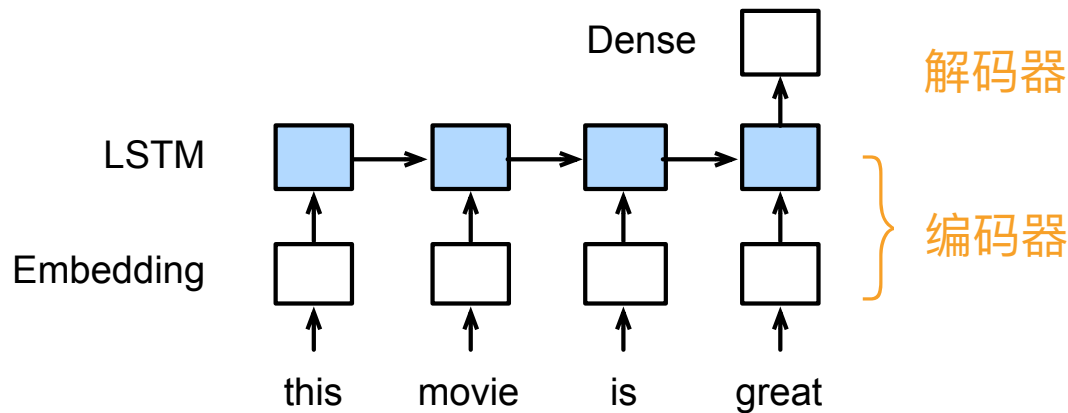 Dense
解码器
LSTM
编码器
Embedding
this movie is great